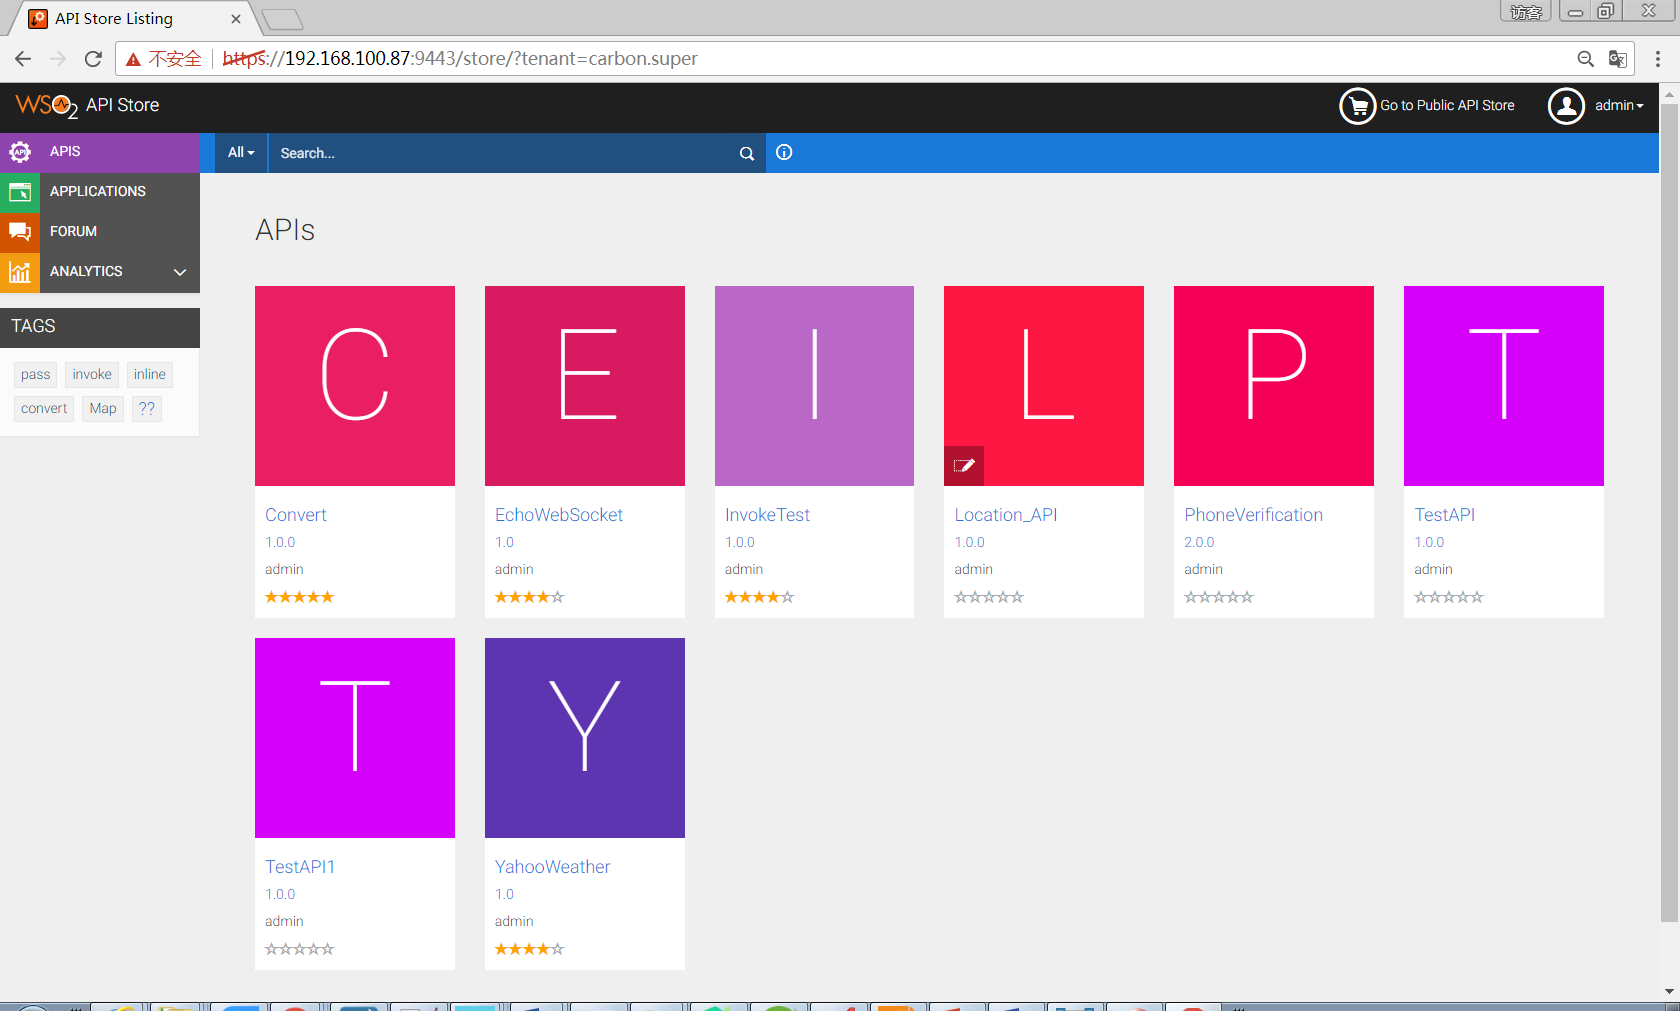 API Store Listing
访客
不安全 https://192.168.100.87:9443/store/?tenant=carbon.super
WSO2 API Store
Go to Public API Store
admin
API
APIS
All
Search...
APPLICATIONS
FORUM
ANALYTICS
TAGS
pass
invoke
inline
convert
Map
??
APIs
C
E
I
L
P
T
Convert
1.0.0
admin
EchoWebSocket
1.0
admin
InvokeTest
1.0.0
admin
Location_API
1.0.0
admin
PhoneVerification
2.0.0
admin
TestAPI
1.0.0
admin
T
Y
TestAPI1
1.0.0
admin
YahooWeather
1.0
admin